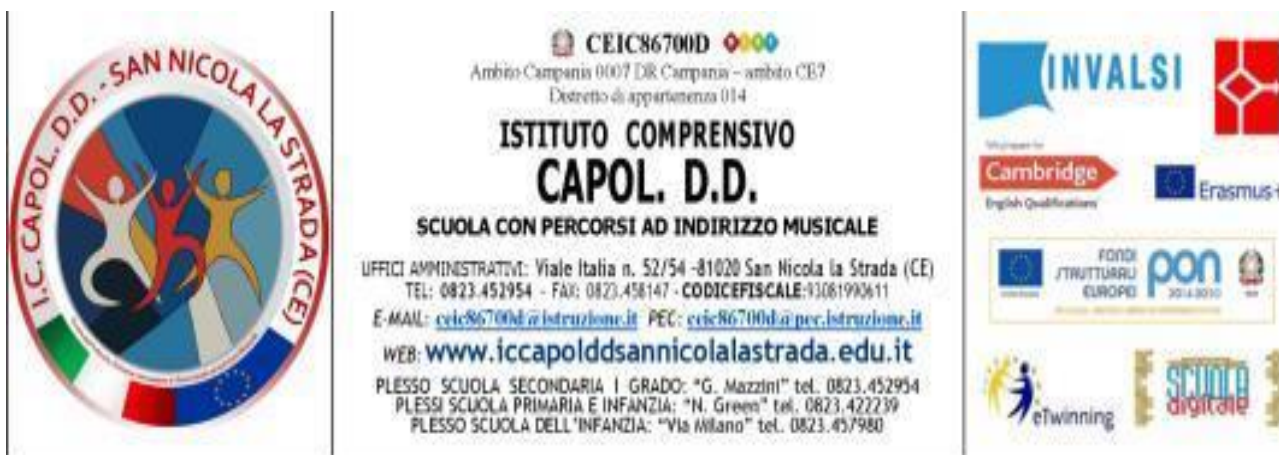 I.C. CAPOL. D.D. - SAN NICOLA LA STRADA (CE)
CEIC86700D
Ambito Campania 0007 DR Campania – ambito CE7
Distretto di appartenenza 014
ISTITUTO COMPRENSIVO
CAPOL. D.D.
SCUOLA CON PERCORSI AD INDIRIZZO MUSICALE
UFFICI AMMINISTRATIVI: Viale Italia n. 52/54 -81020 San Nicola la Strada (CE)
TEL: 0823.452954 - FAX: 0823.458147 - CODICEFISCALE:93081990611
E-MAIL: ceic86700d@istruzione.it PEC: ceic86700d@pec.istruzione.it
WEB: www.iccapolddsannicolalastrada.edu.it
PLESSO SCUOLA SECONDARIA I GRADO: “G. Mazzini” tel. 0823.452954
PLESSI SCUOLA PRIMARIA E INFANZIA: “N. Green” tel. 0823.422239
PLESSO SCUOLA DELL'INFANZIA: “Via Milano” tel. 0823.457980
INVALSI
Cambridge
English Qualifications
Erasmus+
FONDI
STRUTTURALI
EUROPEI
pon
2014-2020
eTwinning
SCUOLA
digitale